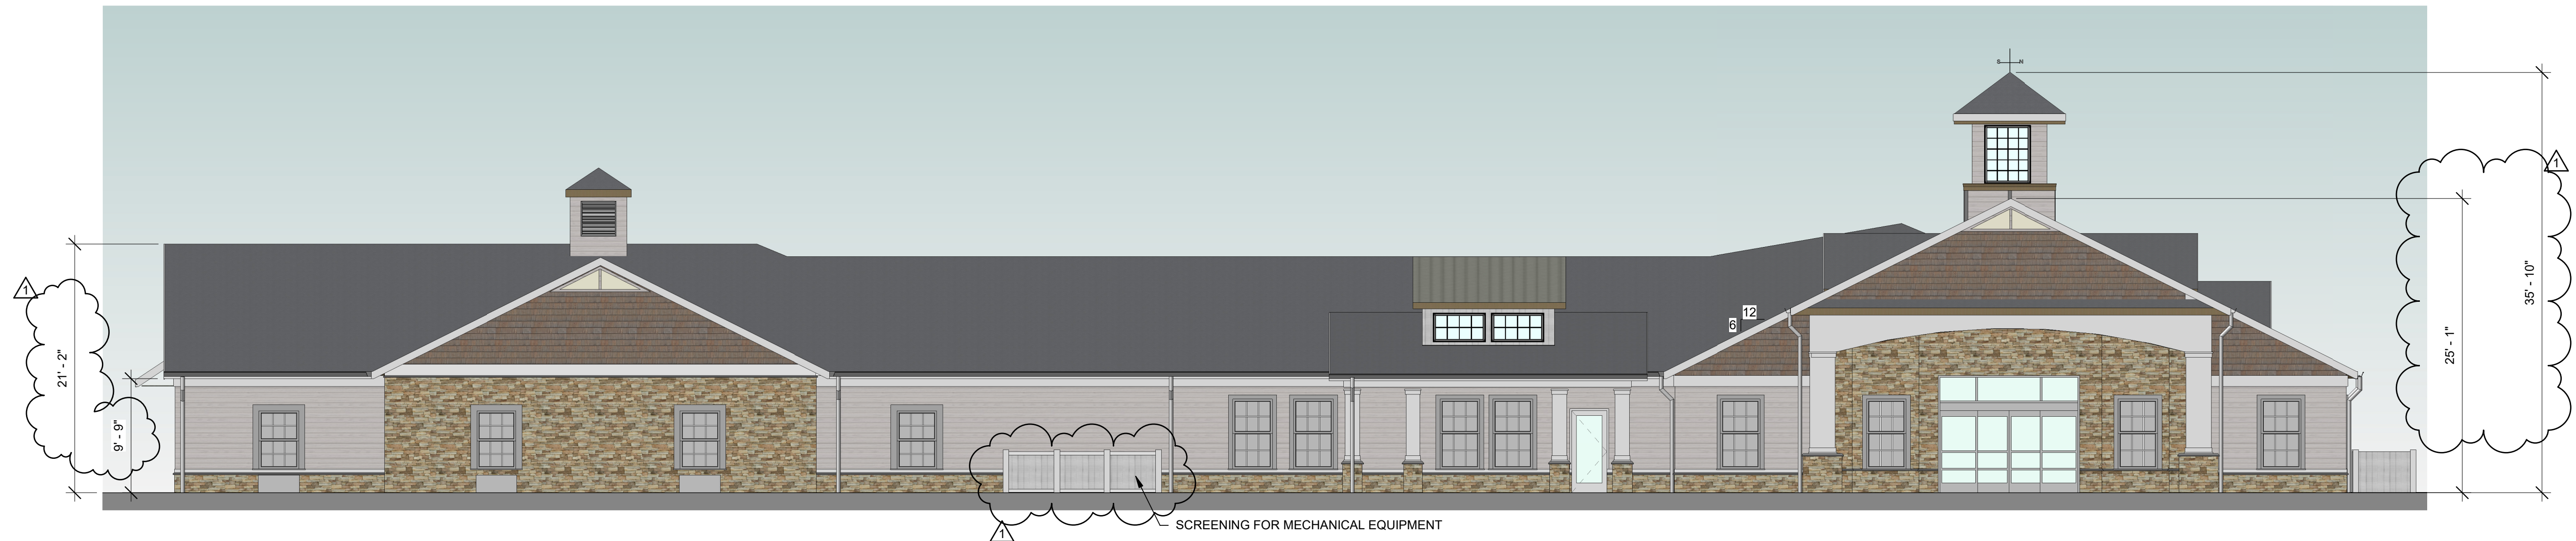 S N
1
1
35' - 10"
25' - 1"
21' - 2"
9' - 9"
12
6
SCREENING FOR MECHANICAL EQUIPMENT
1